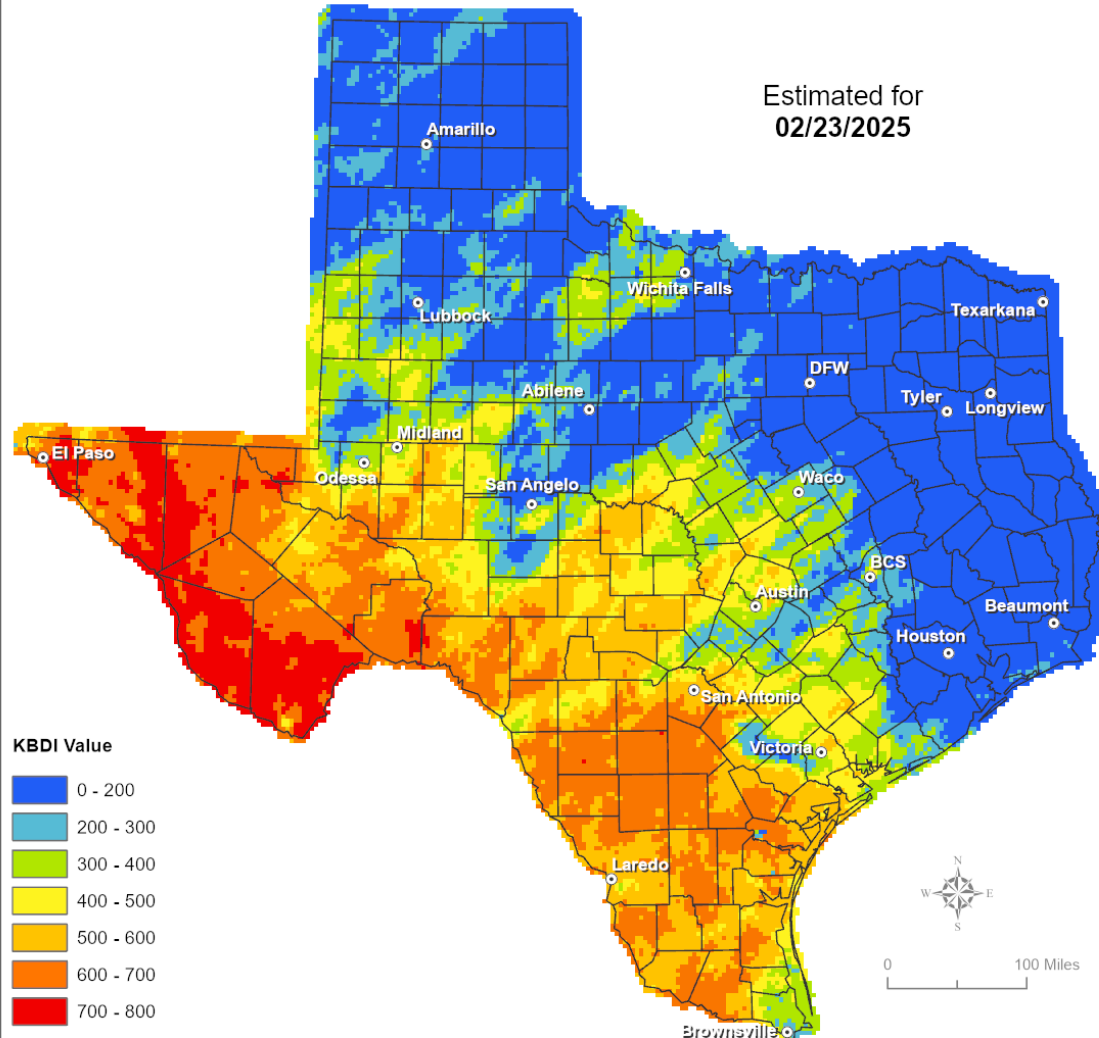 Estimated for
02/23/2025
Amarillo
Wichita Falls
Lubbock
Texarkana
DFW
Abilene
Tyler
Longview
Midland
El Paso
Odessa
San Angelo
Waco
BCS
Austin
Beaumont
Houston
San Antonio
Victoria
Laredo
Brownsville
KBDI Value
0 - 200
200 - 300
300 - 400
400 - 500
500 - 600
600 - 700
700 - 800
N
W E
S
0 100 Miles